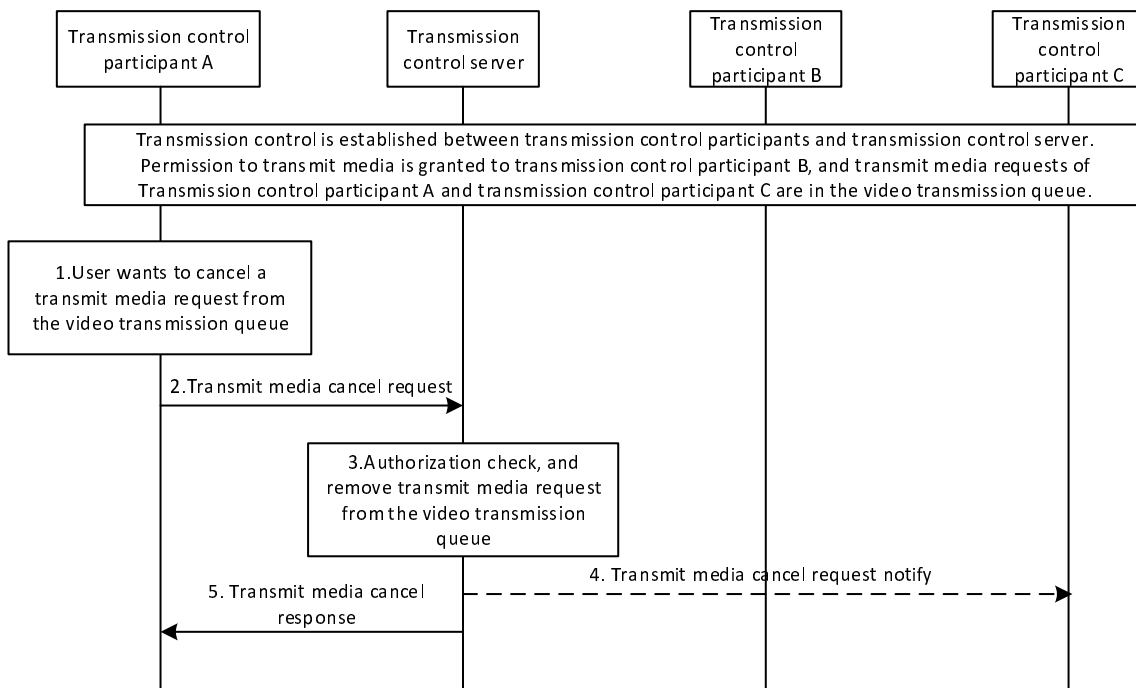 Transmission control
participant A
Transmission
control server
Transmission
control
participant B
Transmission
control
participant C
Transmission control is established between transmission control participants and transmission control server.
Permission to transmit media is granted to transmission control participant B, and transmit media requests of
Transmission control participant A and transmission control participant C are in the video transmission queue.
1.User wants to cancel a
transmit media request from
the video transmission queue
2.Transmit media cancel request
3.Authorization check, and
remove transmit media request
from the video transmission
queue
4. Transmit media cancel request notify
5. Transmit media cancel
response